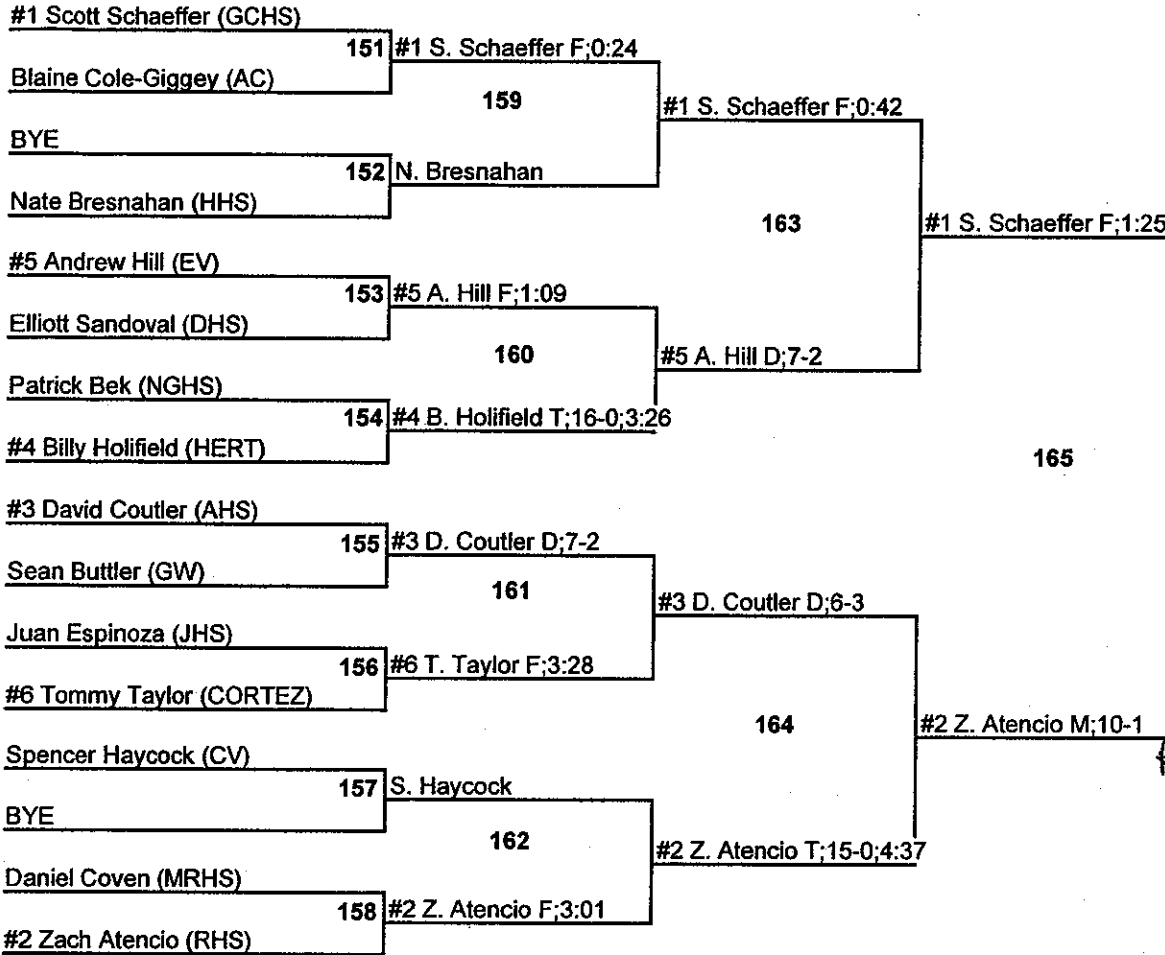 #1 Scott Schaeffer (GCHS)
151 #1 S. Schaeffer F;0:24
Blaine Cole-Giggey (AC)
159
#1 S. Schaeffer F;0:42
BYE
152 N. Bresnahan
Nate Bresnahan (HHS)
163
#1 S. Schaeffer F;1:25
#5 Andrew Hill (EV)
153 #5 A. Hill F;1:09
Elliott Sandoval (DHS)
160
#5 A. Hill D;7-2
Patrick Bek (NGHS)
154 #4 B. Holifield T;16-0;3:26
#4 Billy Holifield (HERT)
165
#3 David Coutler (AHS)
155 #3 D. Coutler D;7-2
Sean Buttler (GW)
161
#3 D. Coutler D;6-3
Juan Espinoza (JHS)
156 #6 T. Taylor F;3:28
#6 Tommy Taylor (CORTEZ)
164
#2 Z. Atencio M;10-1
Spencer Haycock (CV)
157 S. Haycock
BYE
162
#2 Z. Atencio T;15-0;4:37
Daniel Coven (MRHS)
158 #2 Z. Atencio F;3:01
#2 Zach Atencio (RHS)